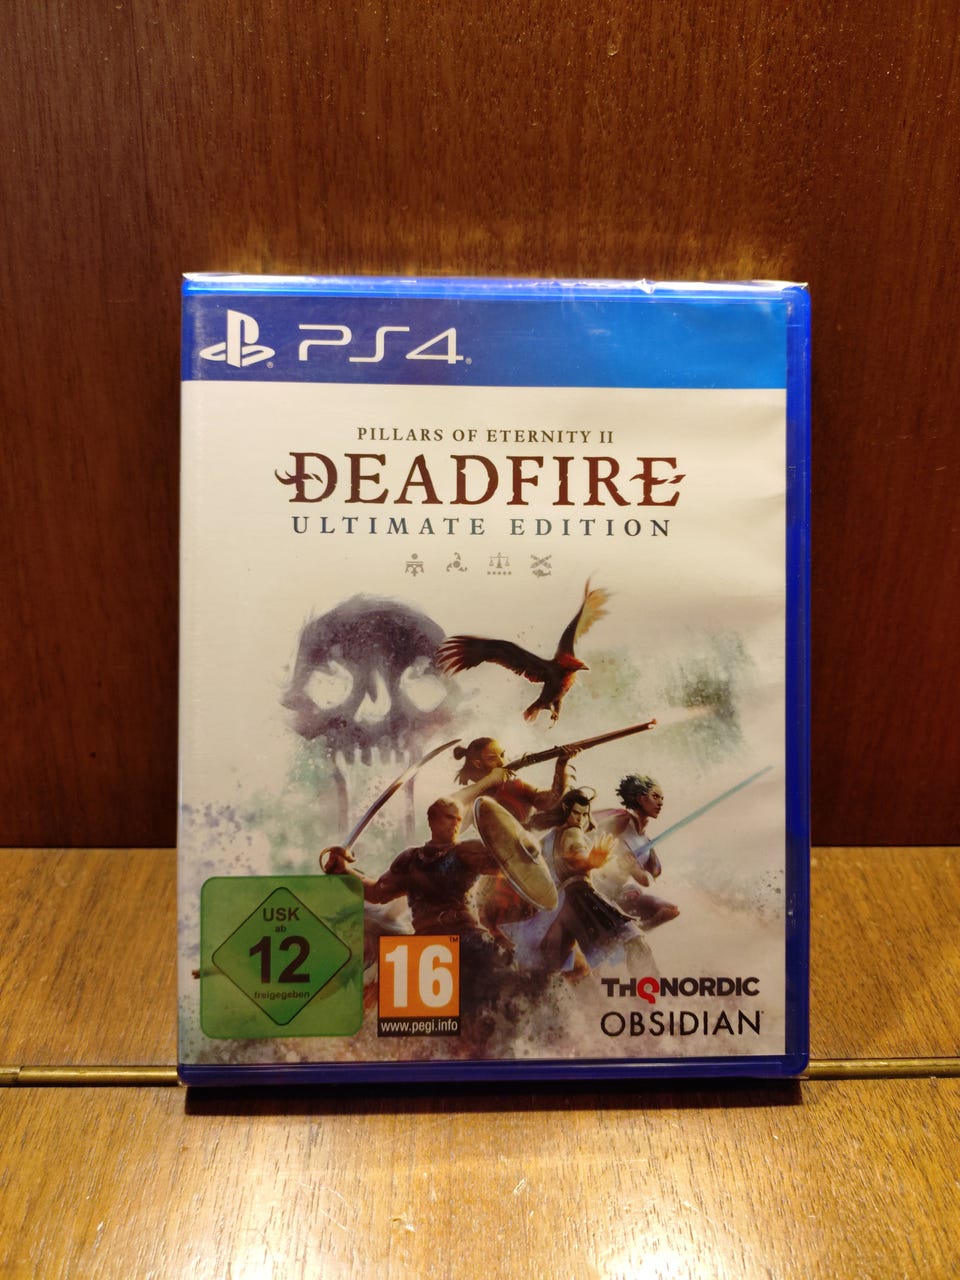 PS4
PILLARS OF ETERNITY II
DEADFIRE
ULTIMATE EDITION
USK
ab
12
freigegeben
16
www.pegi.info
THQNORDIC
OBSIDIAN